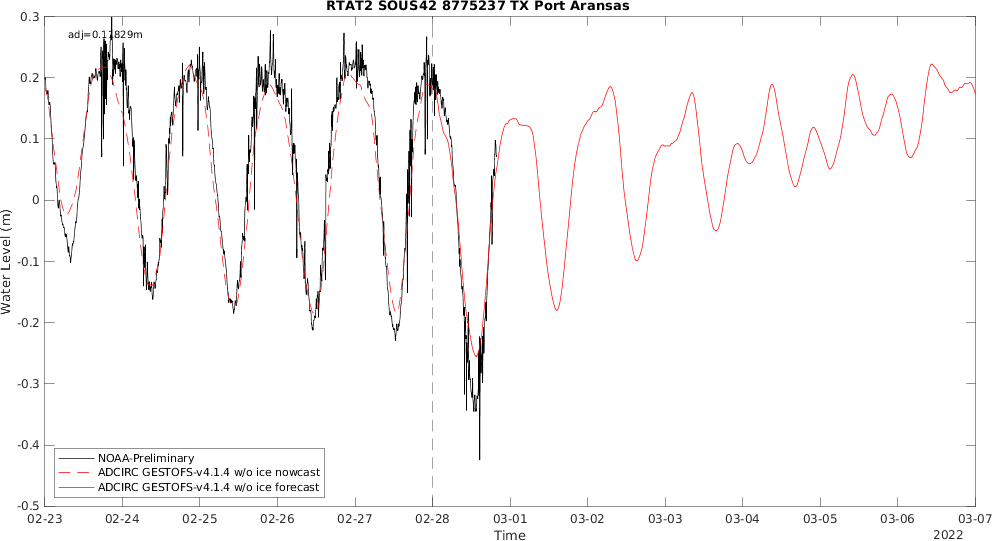 RTAT2 SOUS42 8775237 TX Port Aransas
adj=0.17829m
0.3
0.2
0.1
0
-0.1
-0.2
-0.3
-0.4
-0.5
Water Level (m)
NOAA-Preliminary
ADCIRC GESTOFS-v4.1.4 w/o ice nowcast
ADCIRC GESTOFS-v4.1.4 w/o ice forecast
02-23 02-24 02-25 02-26 02-27 02-28 03-01 03-02 03-03 03-04 03-05 03-06 03-07
Time
2022